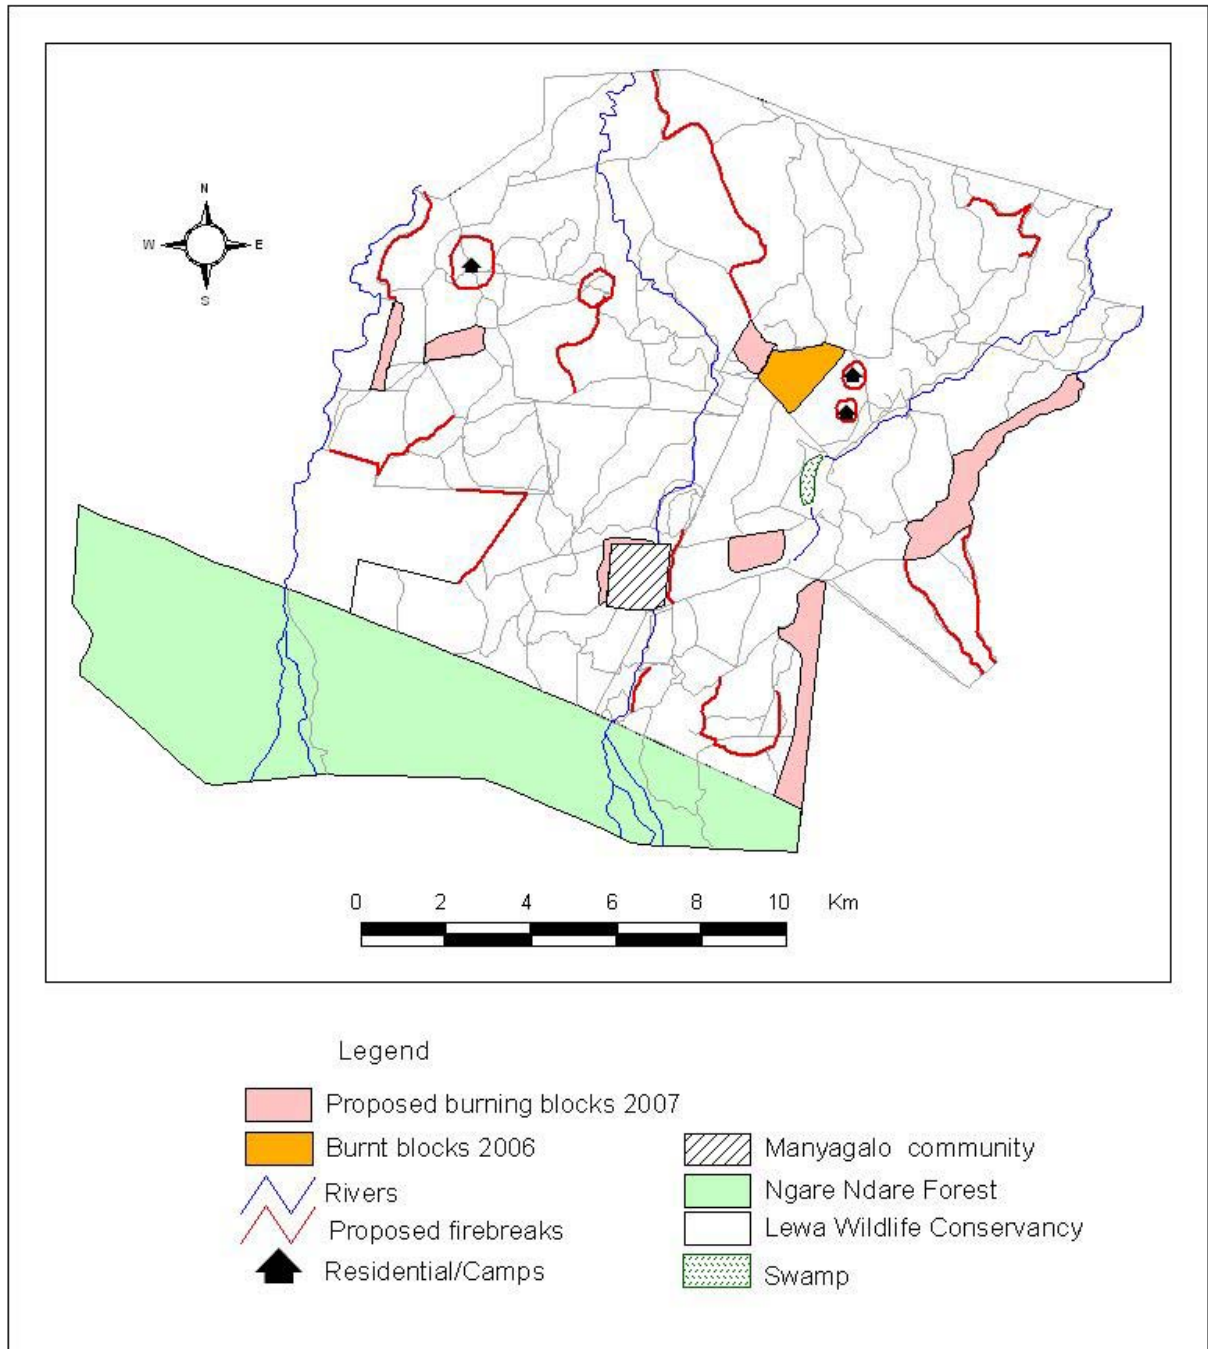 N
W E
S
0 2 4 6 8 10 Km
Legend
Proposed burning blocks 2007
Burnt blocks 2006
Rivers
Proposed firebreaks
Residential/Camps
Manyagalo community
Ngare Ndare Forest
Lewa Wildlife Conservancy
Swamp